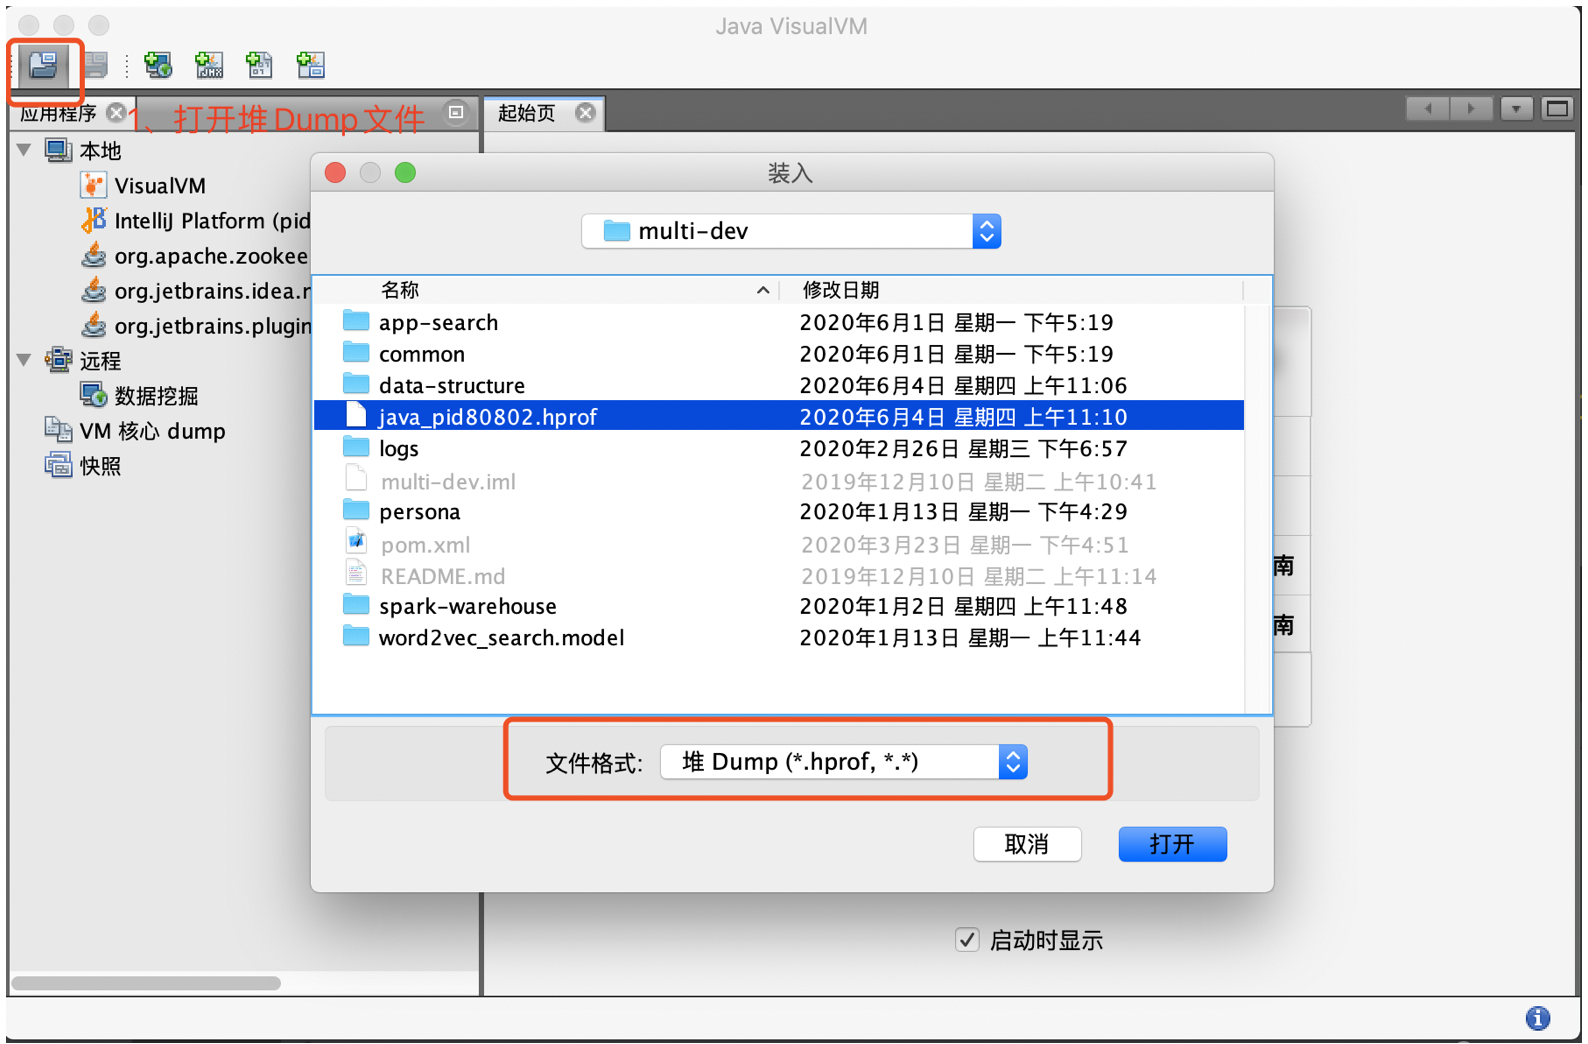 Java VisualVM
应用程序
1、打开堆Dump文件
起始页
本地
VisualVM
IntelliJ Platform (pid
org.apache.zookee
org.jetbrains.idea.
org.jetbrains.plugin
远程
数据挖掘
VM 核心 dump
快照
装入
multi-dev
名称 修改日期
app-search 2020年6月1日 星期一 下午5:19
common 2020年6月1日 星期一 下午5:19
data-structure 2020年6月4日 星期四 上午11:06
java_pid80802.hprof 2020年6月4日 星期四 上午11:10
logs 2020年2月26日 星期三 下午6:57
multi-dev.iml 2019年12月10日 星期二 上午10:41
persona 2020年1月13日 星期一 下午4:29
pom.xml 2020年3月23日 星期一 下午4:51
README.md 2019年12月10日 星期二 上午11:14
spark-warehouse 2020年1月2日 星期四 上午11:48
word2vec_search.model 2020年1月13日 星期一 上午11:44
南
南
文件格式: 堆 Dump (*.hprof, *.*)
取消 打开
启动时显示